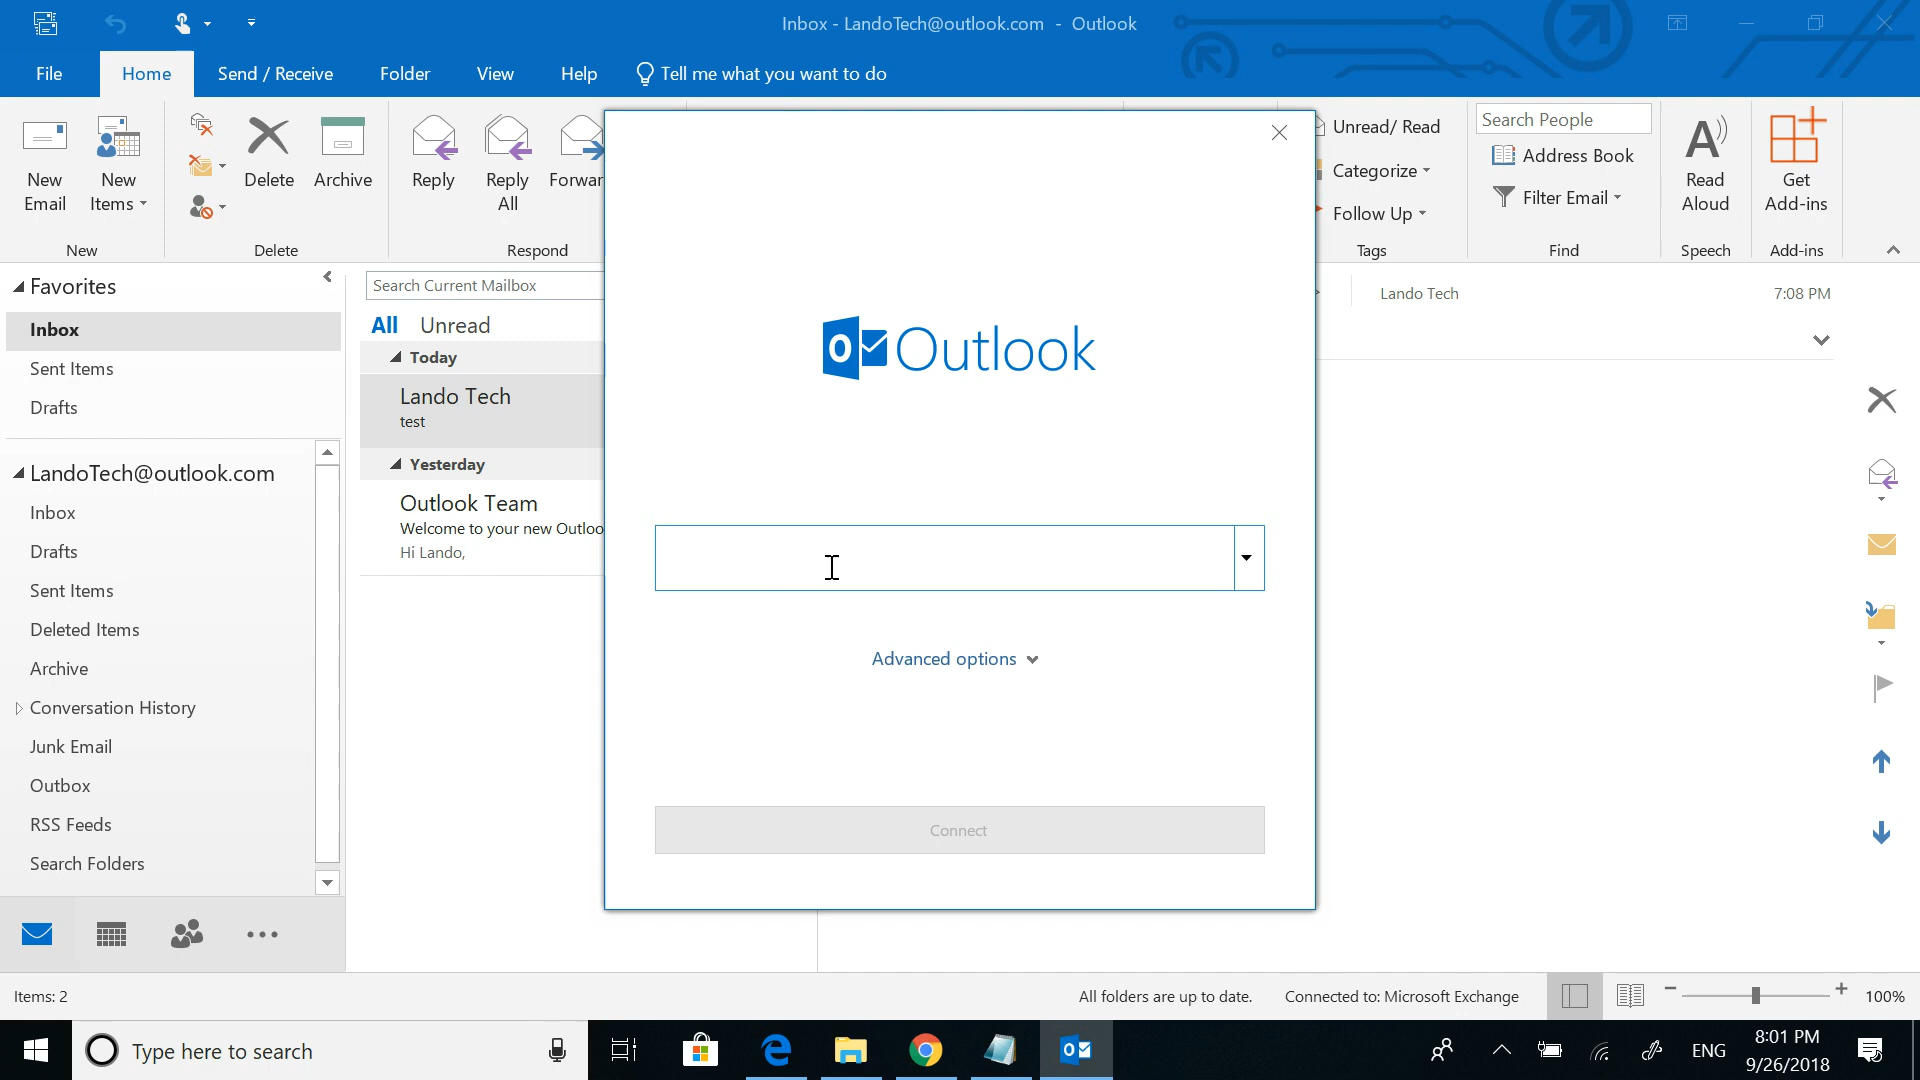 Inbox - LandoTech@outlook.com - Outlook
File Home Send / Receive Folder View Help Tell me what you want to do
New Email
New Items
Delete
Archive
Reply
Reply All
Forwar
Unread/ Read
Categorize
Follow Up
Search People
Address Book
Filter Email
A
Read Aloud
Get Add-ins
New Delete Respond Tags Find Speech Add-ins
Favorites
Inbox
Sent Items
Drafts
LandoTech@outlook.com
Inbox
Drafts
Sent Items
Deleted Items
Archive
Conversation History
Junk Email
Outbox
RSS Feeds
Search Folders
Search Current Mailbox
All Unread
Today
Lando Tech
test
Yesterday
Outlook Team
Welcome to your new Outloo
Hi Lando,
Lando Tech 7:08 PM
Outlook
Advanced options
Connect
Items: 2 All folders are up to date. Connected to: Microsoft Exchange 100%
Type here to search
ENG
8:01 PM
9/26/2018